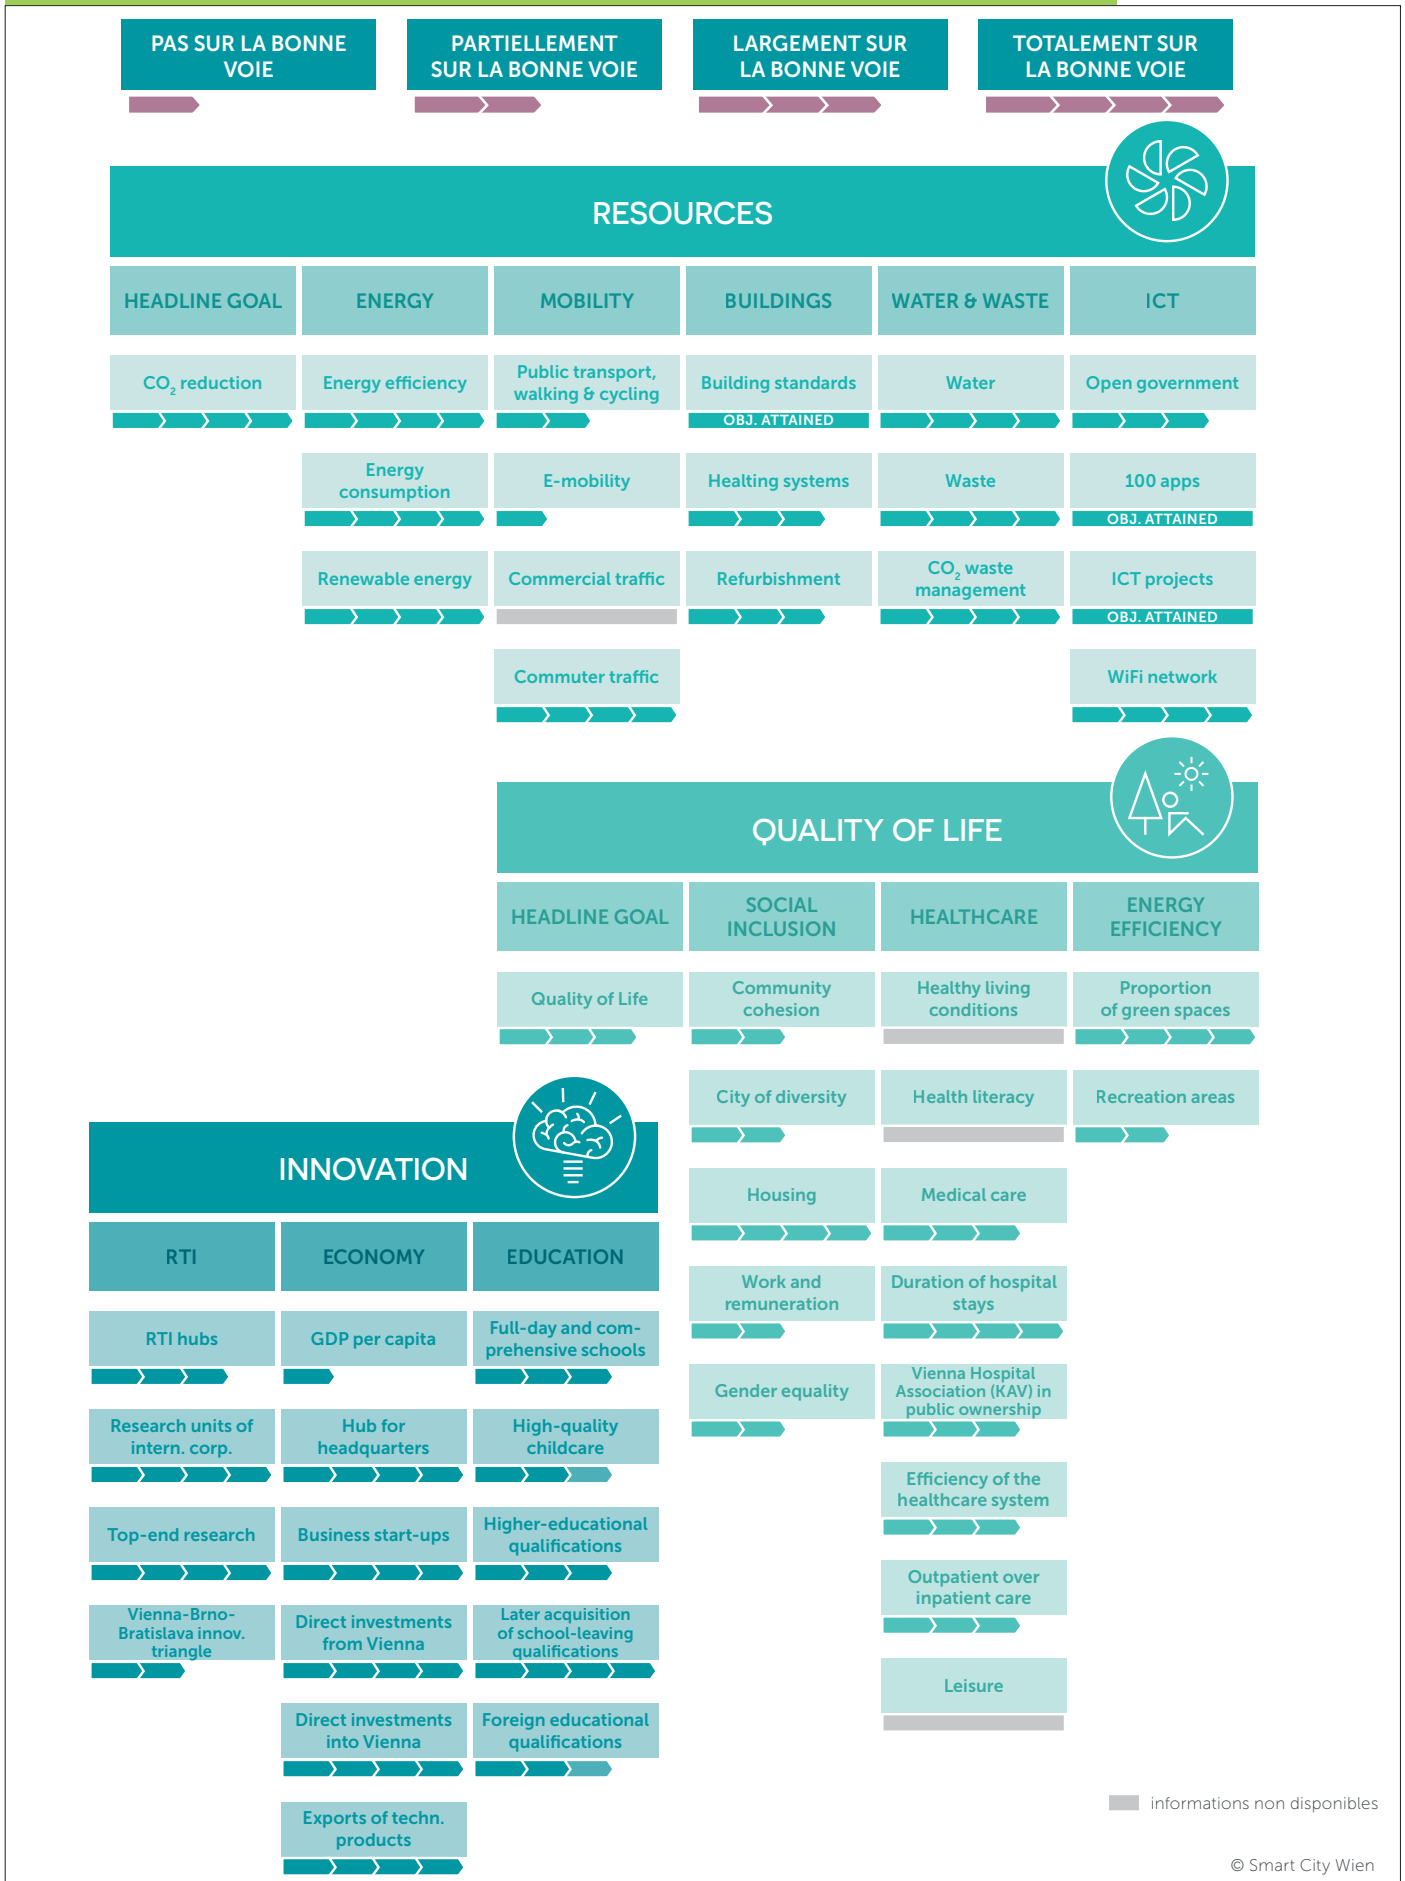 PAS SUR LA BONNE
VOIE
PARTIELLEMENT
SUR LA BONNE VOIE
LARGEMENT SUR
LA BONNE VOIE
TOTALEMENT SUR
LA BONNE VOIE
RESOURCES
HEADLINE GOAL
ENERGY
MOBILITY
BUILDINGS
WATER & WASTE
ICT
CO₂ reduction
Energy efficiency
Public transport,
walking & cycling
Building standards
OBJ. ATTAINED
Water
Open government
Energy
consumption
E-mobility
Healting systems
Waste
100 apps
OBJ. ATTAINED
Renewable energy
Commercial traffic
Refurbishment
CO₂ waste
management
ICT projects
OBJ. ATTAINED
Commuter traffic
WiFi network
QUALITY OF LIFE
HEADLINE GOAL
SOCIAL
INCLUSION
HEALTHCARE
ENERGY
EFFICIENCY
Quality of Life
Community
cohesion
Healthy living
conditions
Proportion
of green spaces
City of diversity
Health literacy
Recreation areas
Housing
Medical care
Work and
remuneration
Duration of hospital
stays
Gender equality
Vienna Hospital
Association (KAV) in
public ownership
Efficiency of the
healthcare system
Outpatient over
inpatient care
Leisure
INNOVATION
RTI
ECONOMY
EDUCATION
RTI hubs
GDP per capita
Full-day and com-
prehensive schools
Research units of
intern. corp.
Hub for
headquarters
High-quality
childcare
Top-end research
Business start-ups
Higher-educational
qualifications
Vienna-Brno-
Bratislava innov.
triangle
Direct investments
from Vienna
Later acquisition
of school-leaving
qualifications
Direct investments
into Vienna
Foreign educational
qualifications
Exports of techn.
products
informations non disponibles
© Smart City Wien